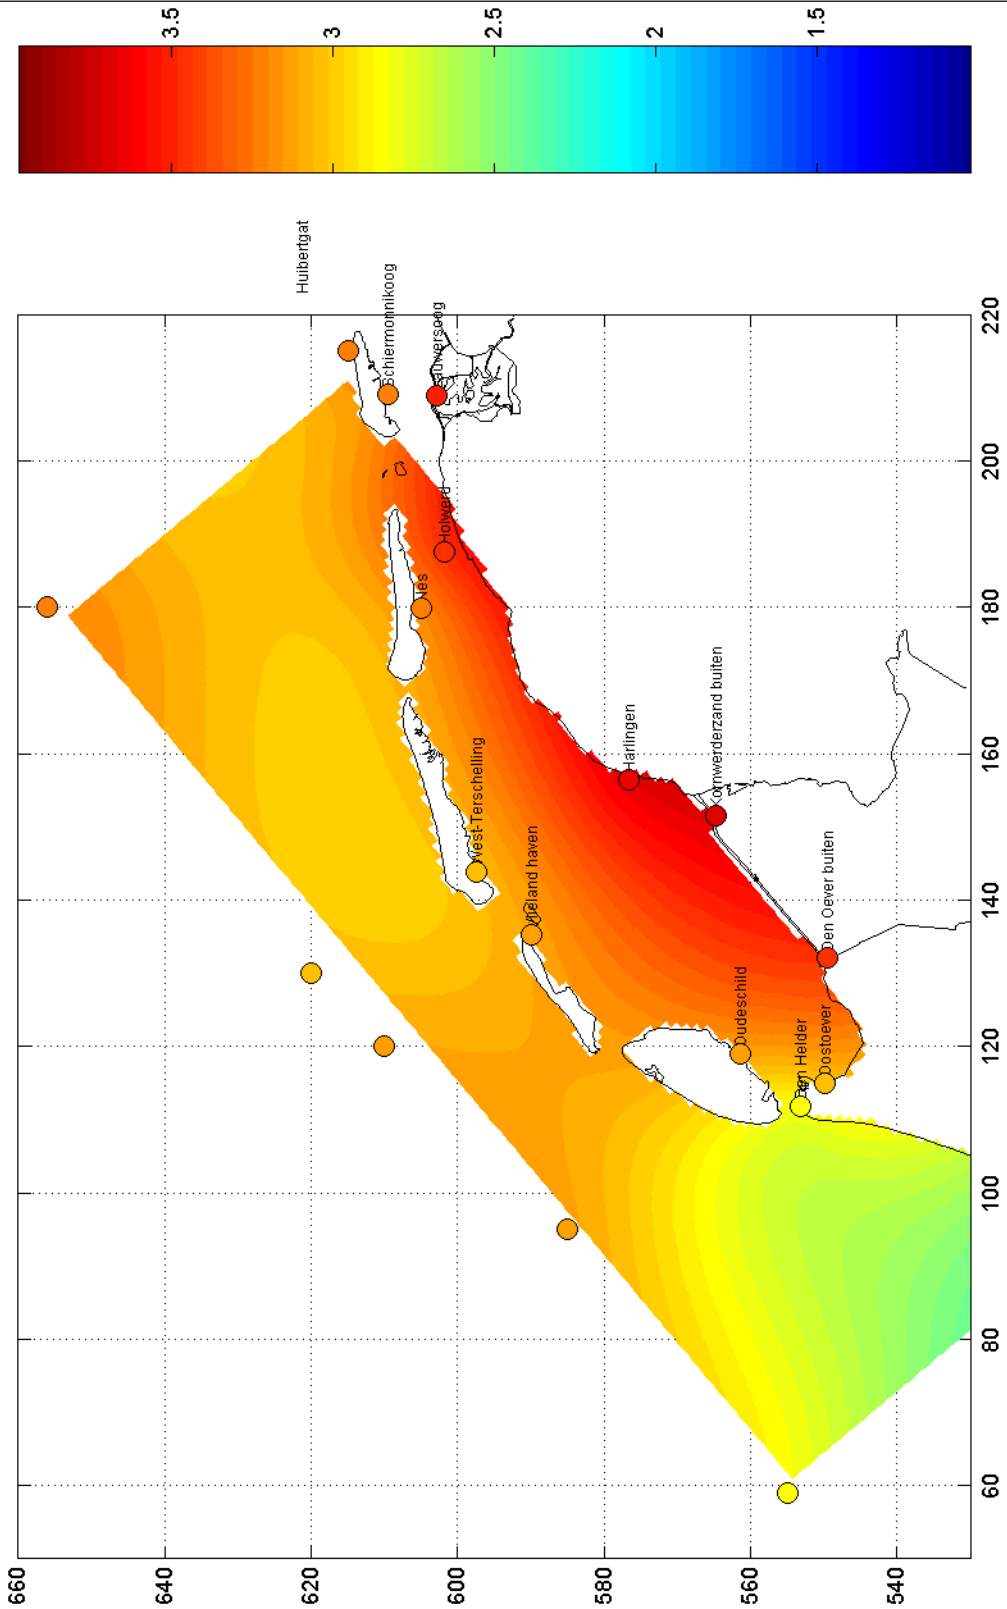 3.5
3
2.5
2
1.5
Huibertgat
Schiermonnikoog
Lauwersoog
Holwerd
Nes
West-Terschelling
Vlieland haven
Harlingen
Kornwerderzand buiten
Den Oever buiten
Oudeschild
Den Helder
Oostoever
660
640
620
600
580
560
540
60
80
100
120
140
160
180
200
220